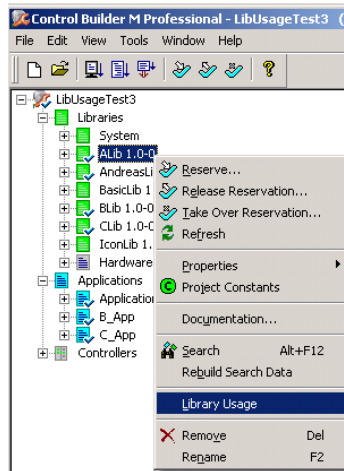 Control Builder M Professional - LibUsageTest3 (
File Edit View Tools Window Help
LibUsageTest3
Libraries
System
ALib 1.0-0
AndreasLi
BasicLib 1
BLib 1.0-0
CLib 1.0-0
IconLib 1.
Hardware
Applications
Application
B_App
C_App
Controllers
Reserve...
Release Reservation...
Take Over Reservation...
Refresh
Properties
Project Constants
Documentation...
Search Alt+F12
Rebuild Search Data
Library Usage
Remove Del
Rename F2